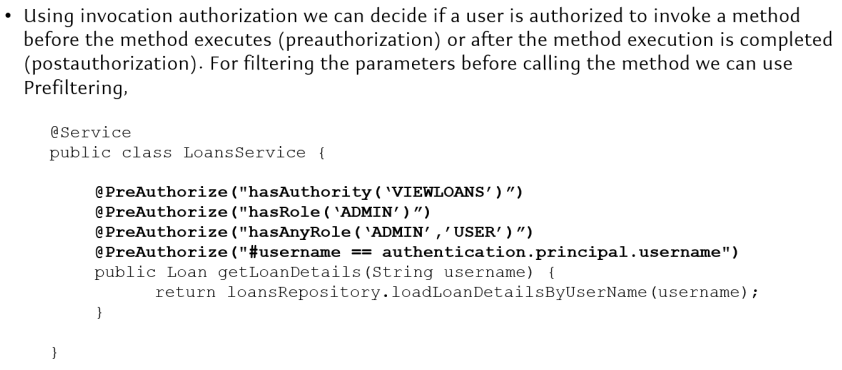 • Using invocation authorization we can decide if a user is authorized to invoke a method
before the method executes (preauthorization) or after the method execution is completed
(postauthorization). For filtering the parameters before calling the method we can use
Prefiltering,
@Service
public class LoansService {
@PreAuthorize("hasAuthority(‘VIEWLOANS’)”)
@PreAuthorize("hasRole(‘ADMIN’)”)
@PreAuthorize("hasAnyRole(‘ADMIN’,’USER’)”)
@PreAuthorize("#username == authentication.principal.username")
public Loan getLoanDetails(String username) {
return loansRepository.loadLoanDetailsByUserName(username);
}
}